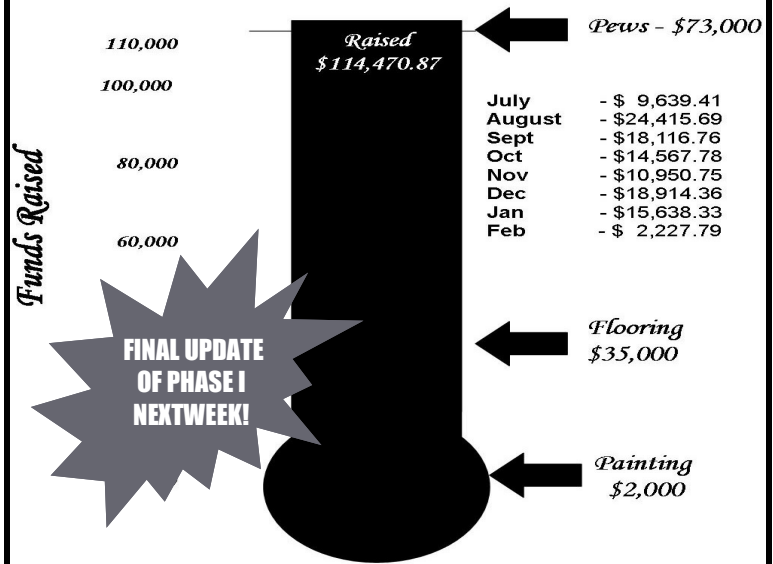 Pews - $73,000
110,000
Raised
$114,470.87
100,000
July - $ 9,639.41
August - $24,415.69
Sept - $18,116.76
Oct - $14,567.78
Nov - $10,950.75
Dec - $18,914.36
Jan - $15,638.33
Feb - $ 2,227.79
80,000
Funds Raised
60,000
FINAL UPDATE
OF PHASE I
NEXTWEEK!
Flooring
$35,000
Painting
$2,000